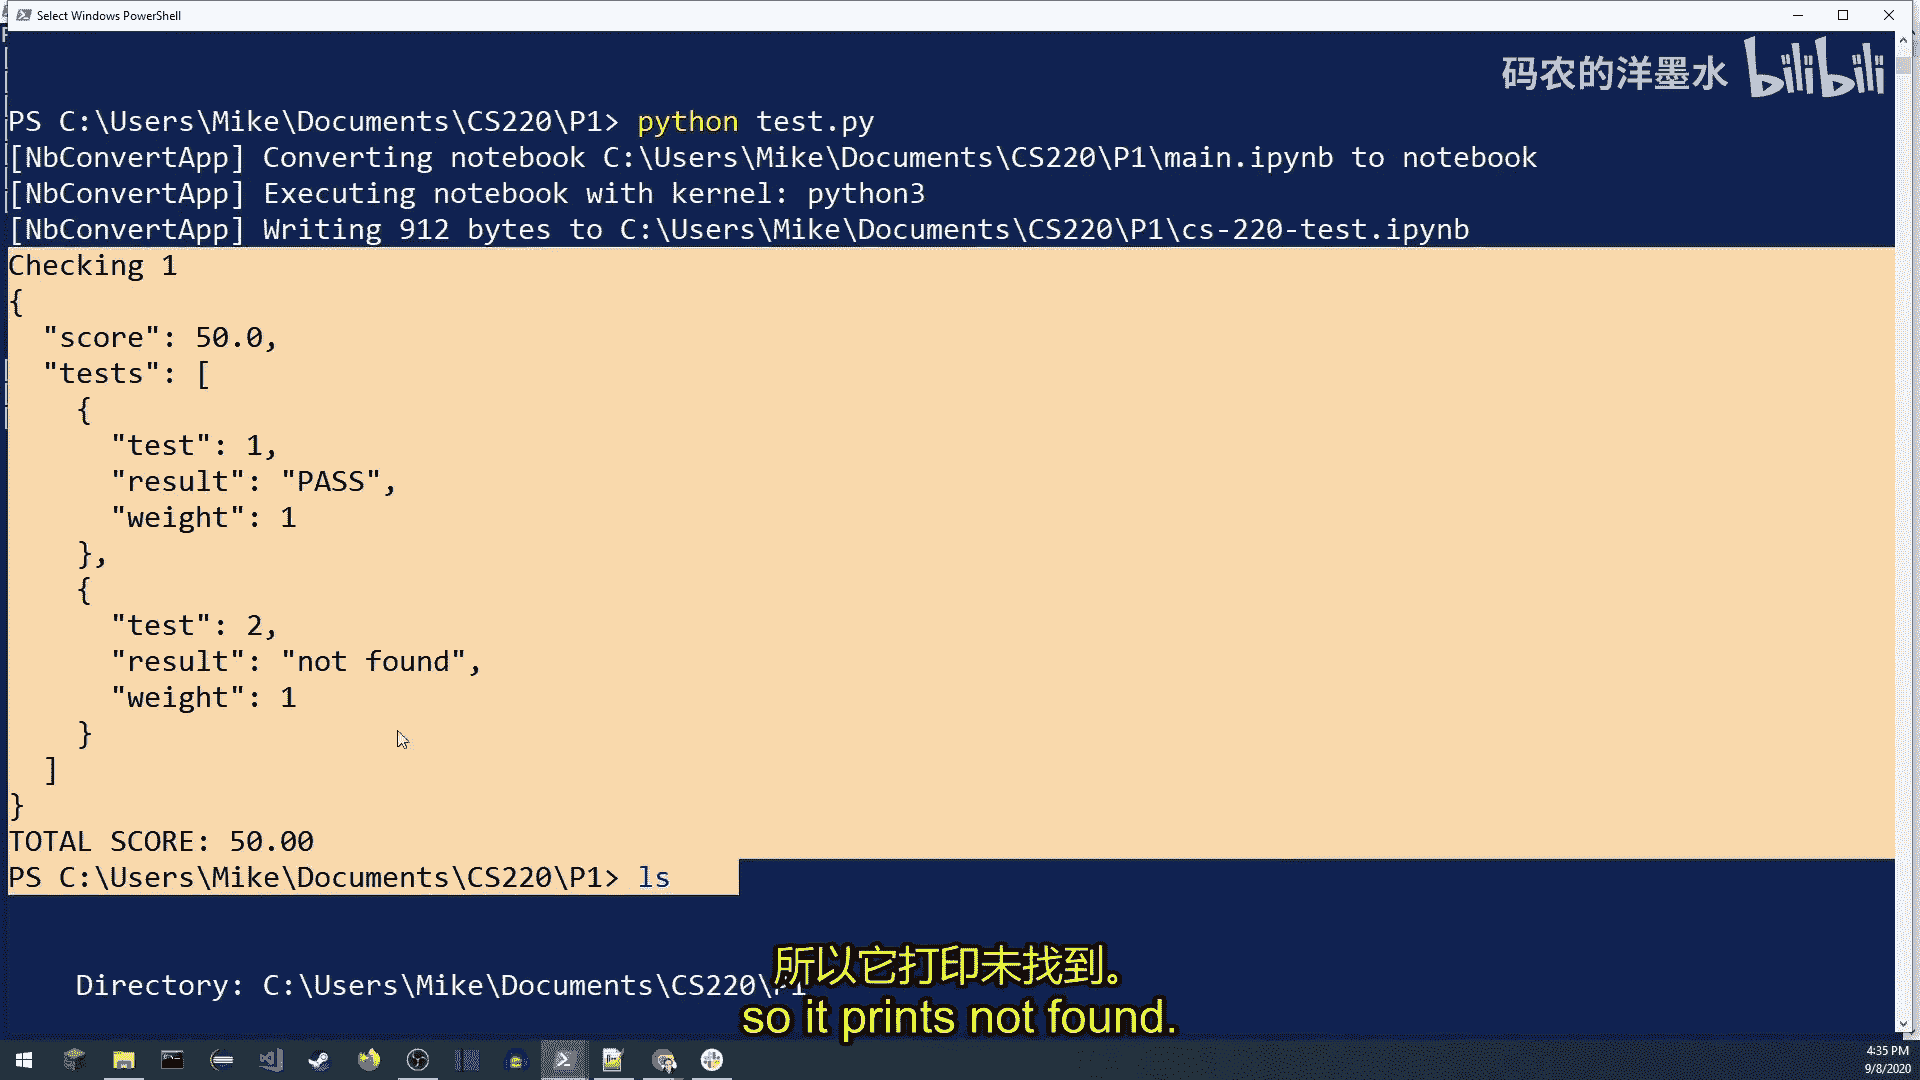 Select Windows PowerShell
码农的洋墨水 bilibili
PS C:\Users\Mike\Documents\CS220\P1> python test.py
[NbConvertApp] Converting notebook C:\Users\Mike\Documents\CS220\P1\main.ipynb to notebook
[NbConvertApp] Executing notebook with kernel: python3
[NbConvertApp] Writing 912 bytes to C:\Users\Mike\Documents\CS220\P1\cs-220-test.ipynb
Checking 1
{
"score": 50.0,
"tests": [
{
"test": 1,
"result": "PASS",
"weight": 1
},
{
"test": 2,
"result": "not found",
"weight": 1
}
]
}
TOTAL SCORE: 50.00
PS C:\Users\Mike\Documents\CS220\P1> ls
Directory: C:\Users\Mike\Documents\CS220\P1
所以它打印未找到。
so it prints not found.
4:35 PM
9/8/2020